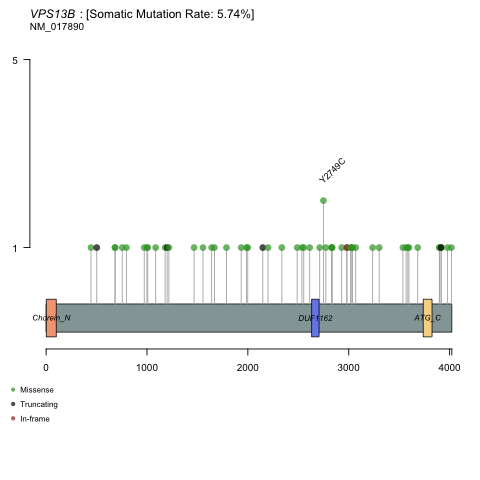 VPS13B : [Somatic Mutation Rate: 5.74%]
NM_017890
5
Y2749C
1
Chorein_N
DUF1162
ATG_C
0 1000 2000 3000 4000
Missense
Truncating
In-frame